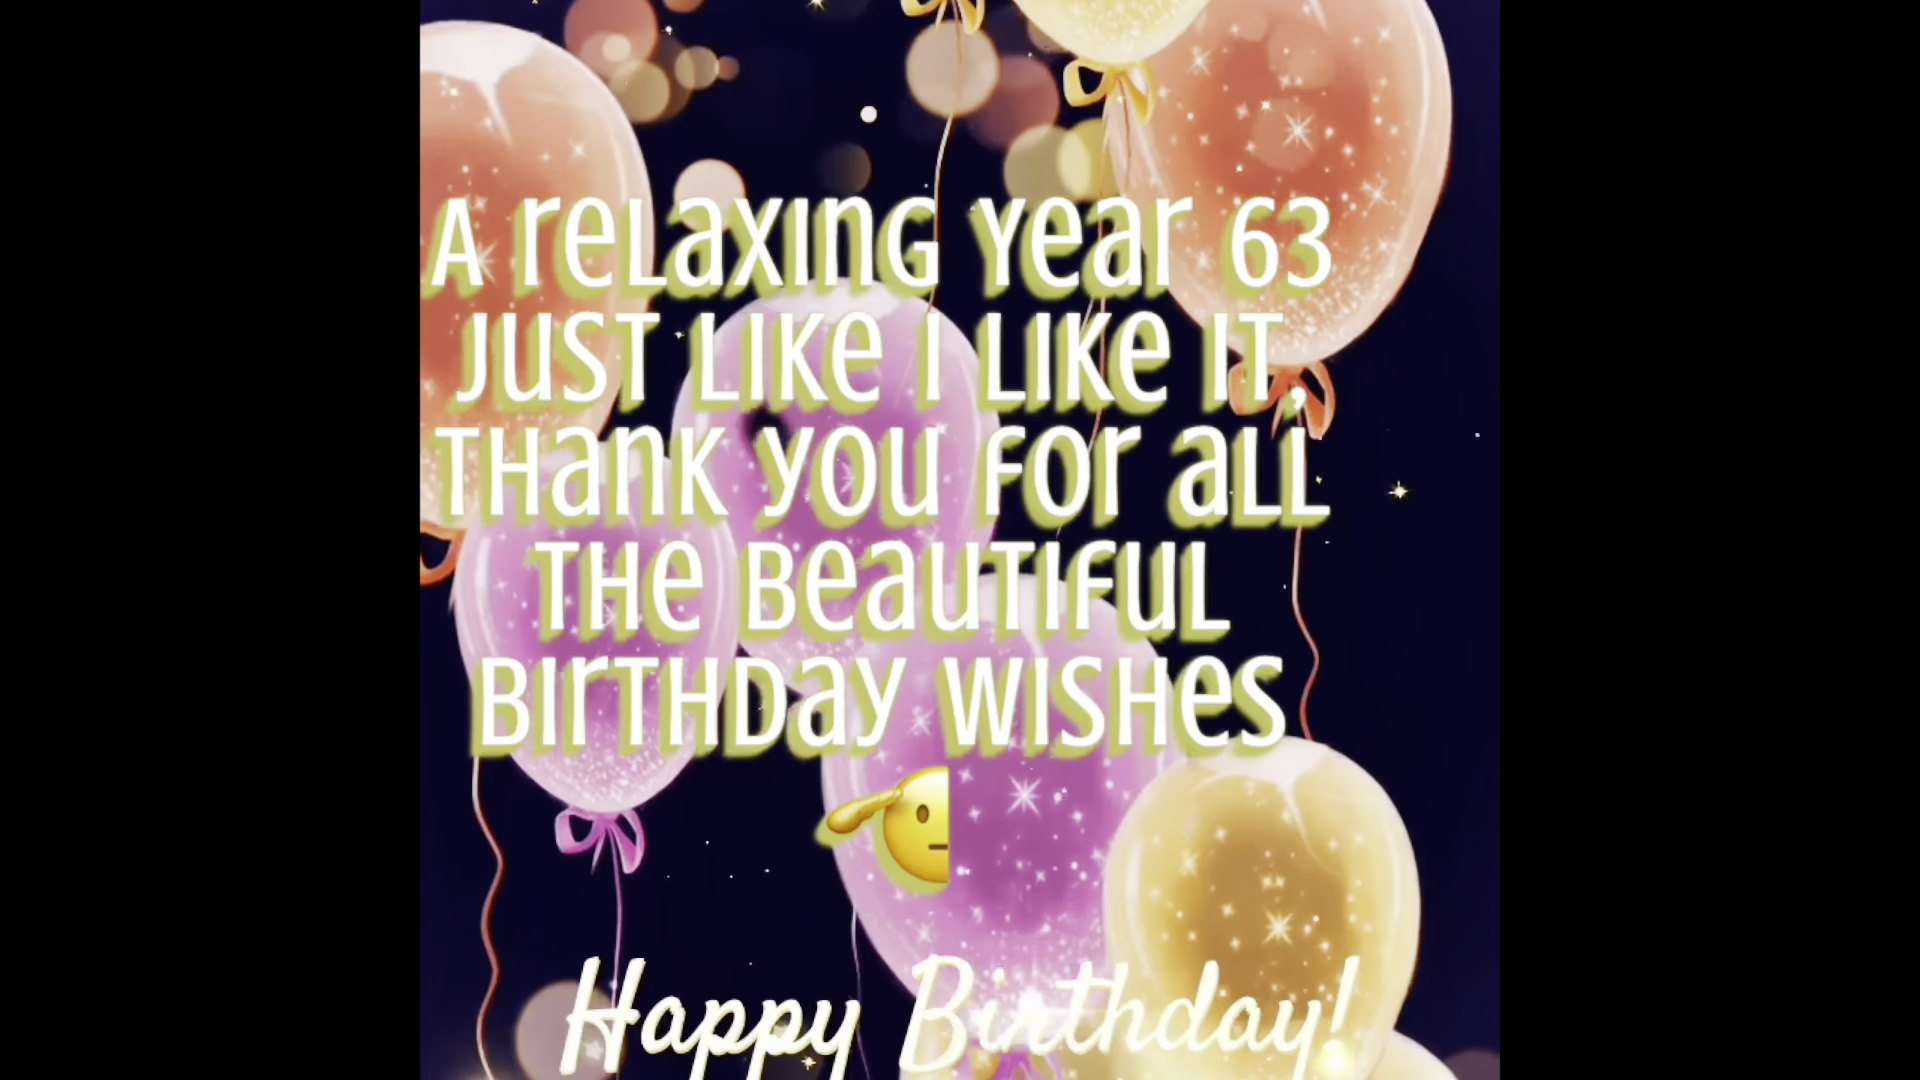 A relaxing year 63
just like I like it,
thank you for all
the beautiful
birthday wishes
Happy Birthday!